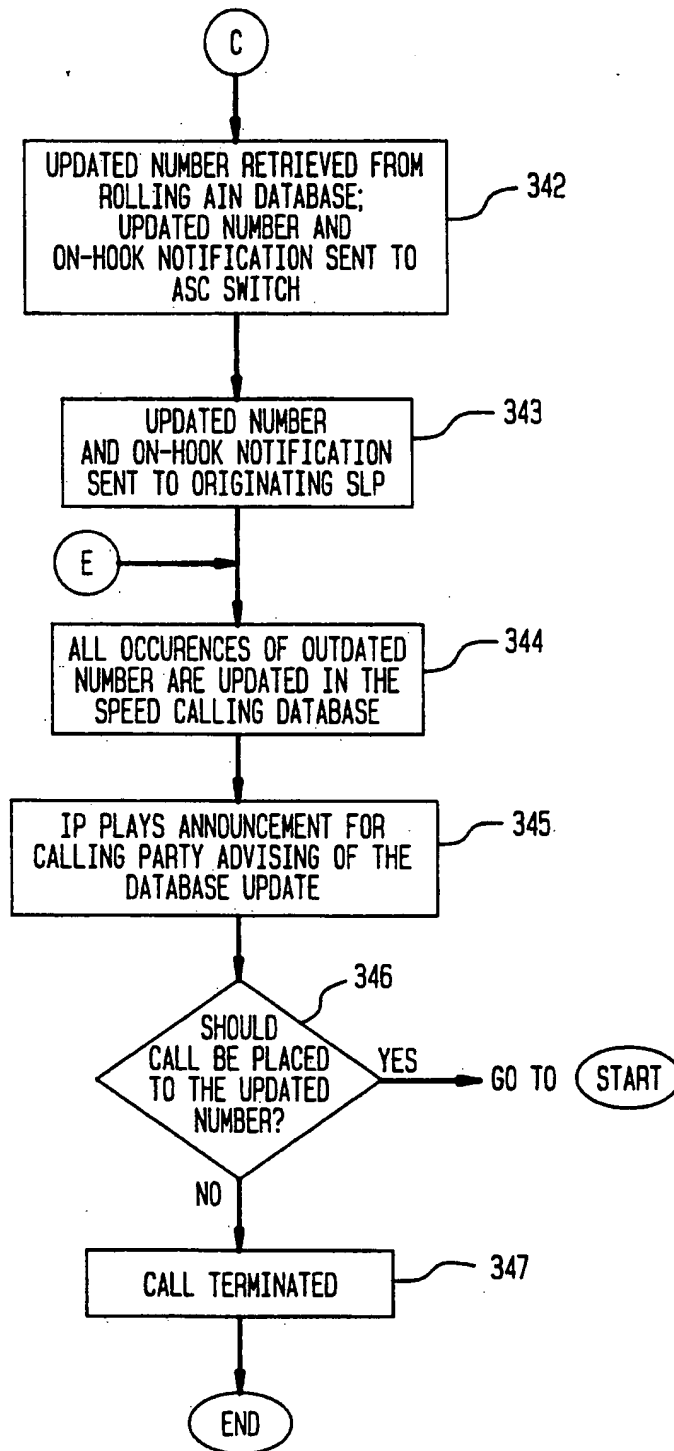 C
UPDATED NUMBER RETRIEVED FROM
ROLLING AIN DATABASE;
UPDATED NUMBER AND
ON-HOOK NOTIFICATION SENT TO
ASC SWITCH
342
UPDATED NUMBER
AND ON-HOOK NOTIFICATION
SENT TO ORIGINATING SLP
343
E
ALL OCCURENCES OF OUTDATED
NUMBER ARE UPDATED IN THE
SPEED CALLING DATABASE
344
IP PLAYS ANNOUNCEMENT FOR
CALLING PARTY ADVISING OF THE
DATABASE UPDATE
345
346
SHOULD
CALL BE PLACED
TO THE UPDATED
NUMBER?
YES
GO TO START
NO
CALL TERMINATED
347
END